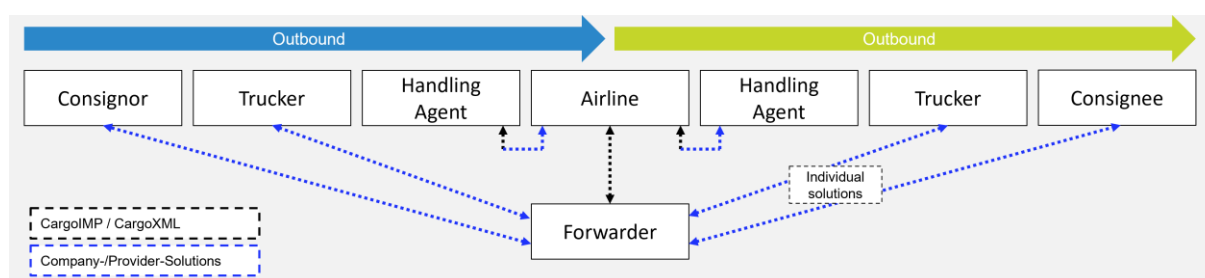 Outbound
Outbound
Consignor
Trucker
Handling
Agent
Airline
Handling
Agent
Trucker
Consignee
Individual
solutions
Forwarder
CargoIMP / CargoXML
Company-/Provider-Solutions